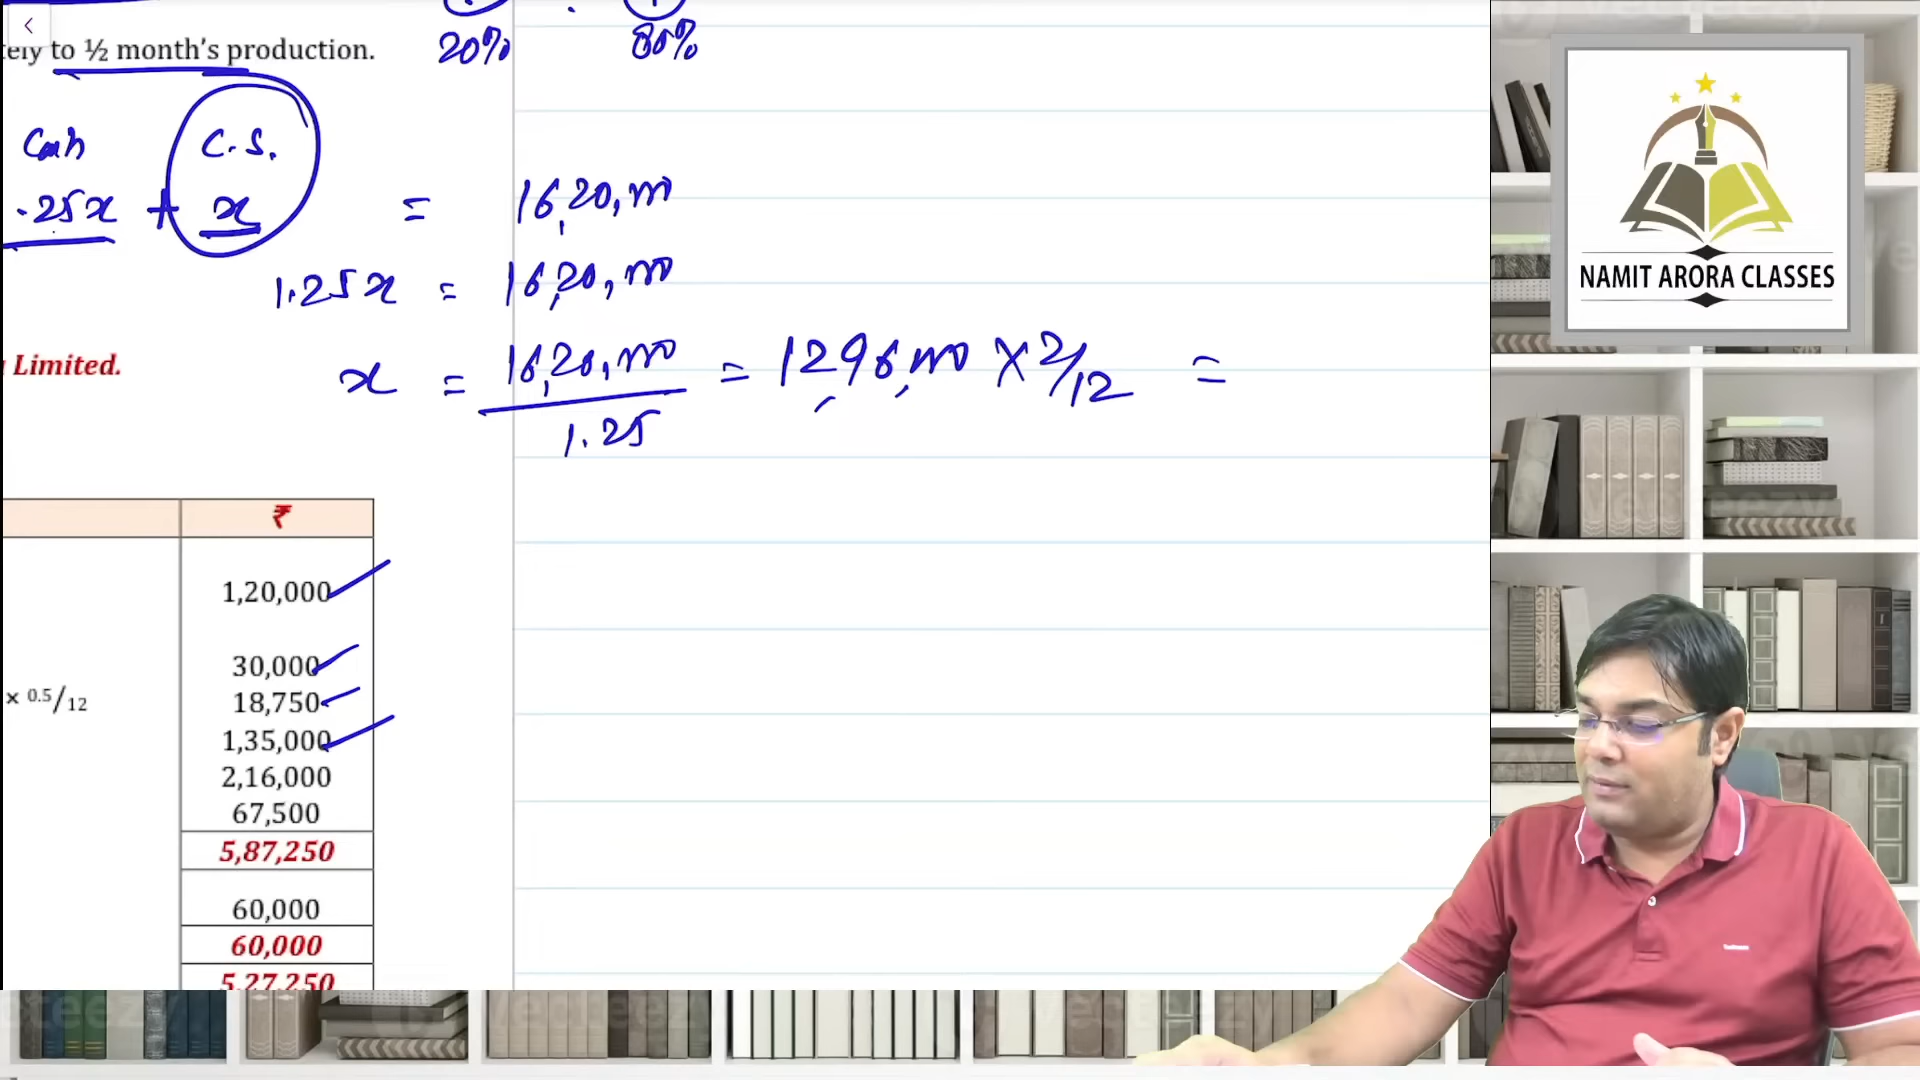 20% : 80%
ely to ½ month's production.
Cash C.S.
.25x + x = 16,20,000
1.25x = 16,20,000
x = 16,20,000 / 1.25 = 1296,000 × 2/12 =
Limited.
₹
1,20,000
30,000
× 0.5/12 18,750
1,35,000
2,16,000
67,500
5,87,250
60,000
60,000
5,27,250
NAMIT ARORA CLASSES